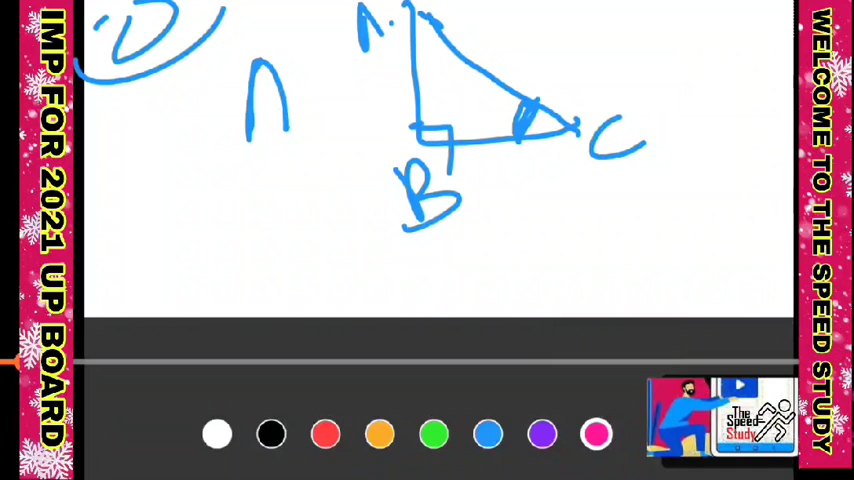 IMP FOR 2021 UP BOARD
A
B
C
WELCOME TO THE SPEED STUDY
The
Speed
Study